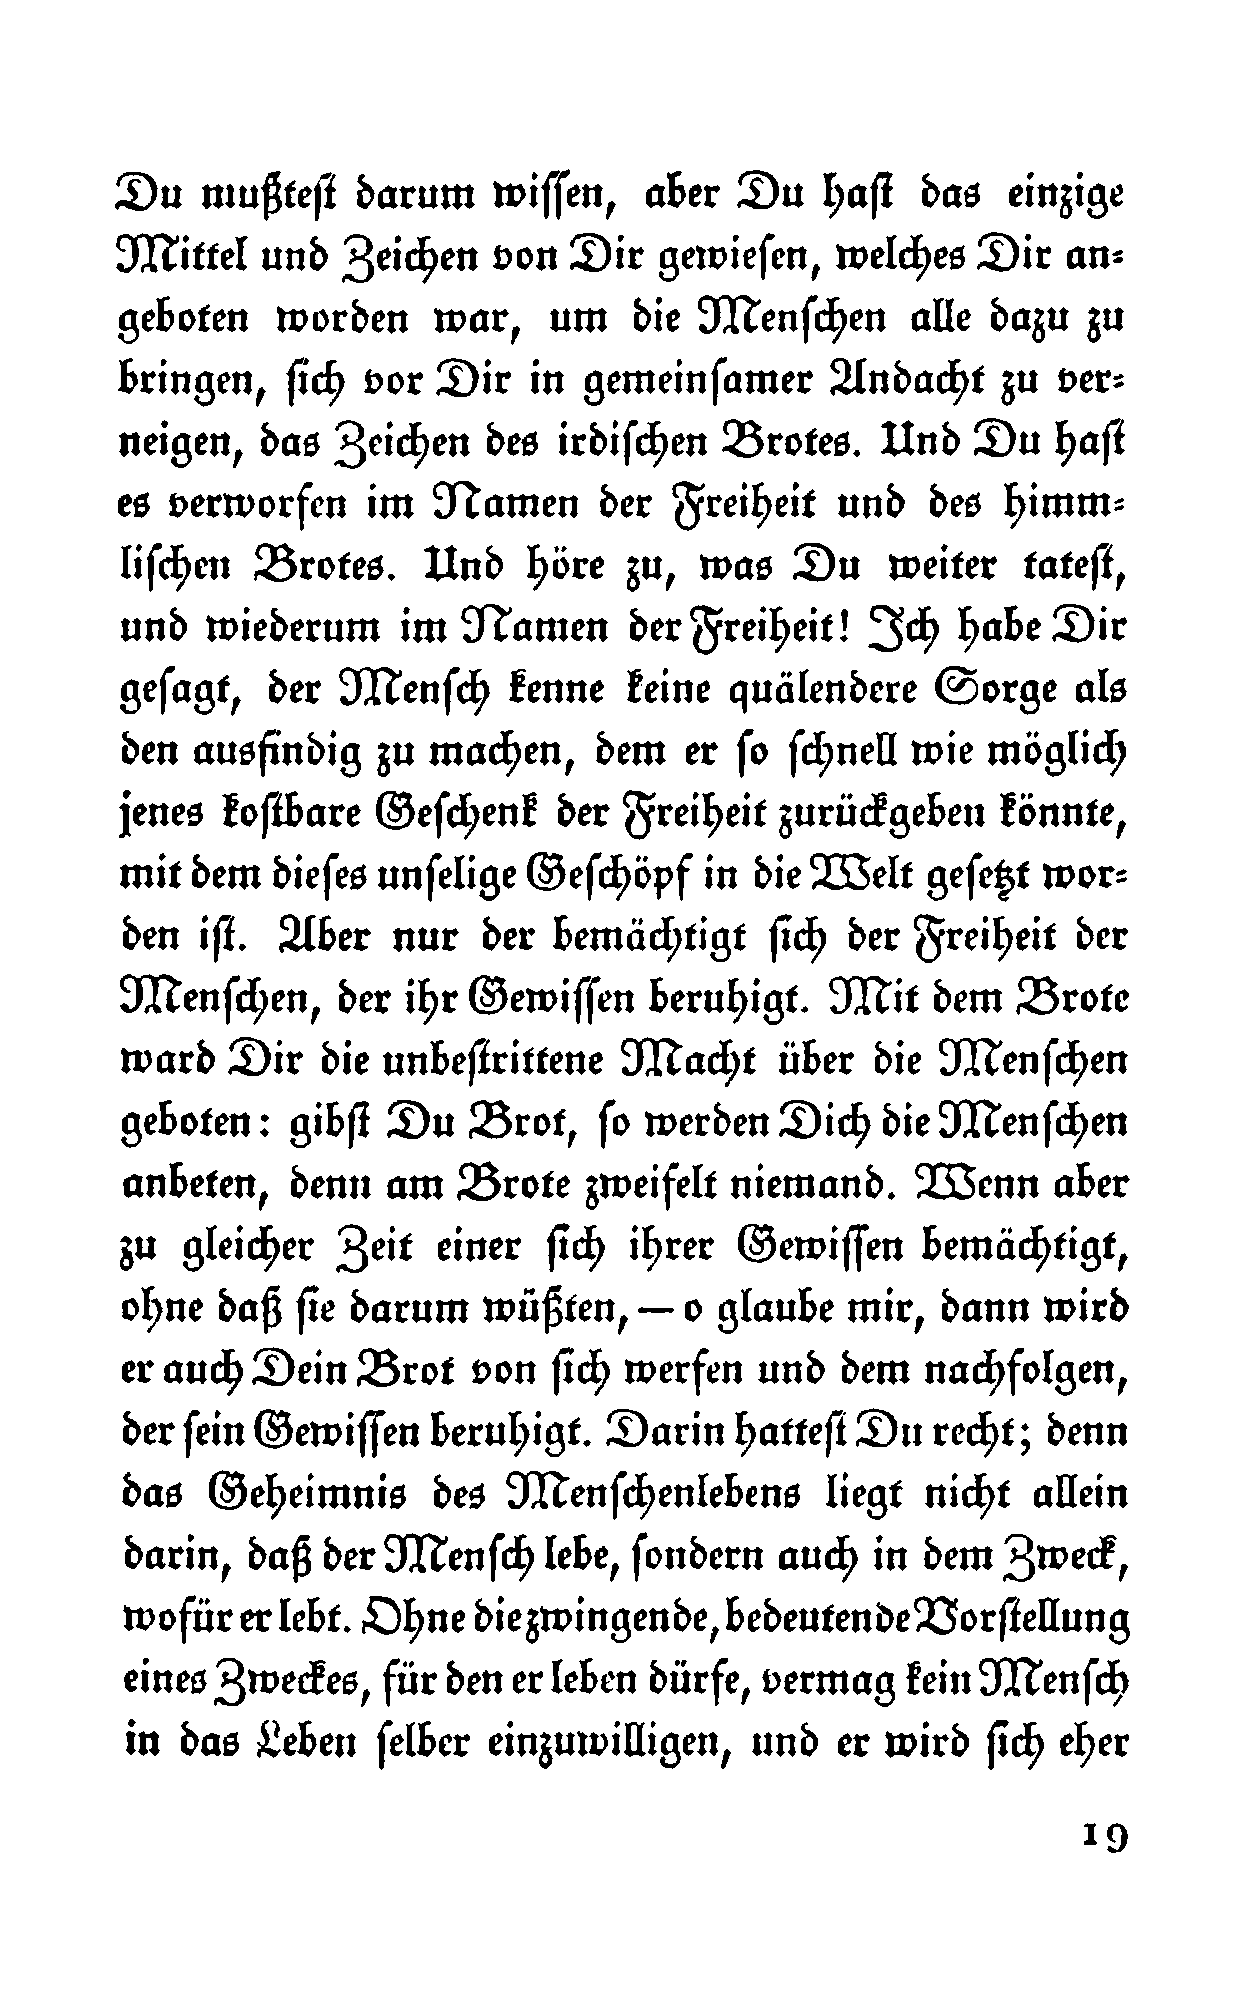 Du mußteſt darum wiſſen, aber Du haſt das einzige
Mittel und Zeichen von Dir gewieſen, welches Dir an⸗
geboten worden war, um die Menſchen alle dazu zu
bringen, ſich vor Dir in gemeinſamer Andacht zu ver⸗
neigen, das Zeichen des irdiſchen Brotes. Und Du haſt
es verworfen im Namen der Freiheit und des himm⸗
liſchen Brotes. Und höre zu, was Du weiter tateſt,
und wiederum im Namen der Freiheit! Ich habe Dir
geſagt, der Menſch kenne keine quälendere Sorge als
den ausfindig zu machen, dem er ſo ſchnell wie möglich
jenes koſtbare Geſchenk der Freiheit zurückgeben könnte,
mit dem dieſes unſelige Geſchöpf in die Welt geſetzt wor⸗
den iſt. Aber nur der bemächtigt ſich der Freiheit der
Menſchen, der ihr Gewiſſen beruhigt. Mit dem Brote
ward Dir die unbeſtrittene Macht über die Menſchen
geboten: gibſt Du Brot, ſo werden Dich die Menſchen
anbeten, denn am Brote zweifelt niemand. Wenn aber
zu gleicher Zeit einer ſich ihrer Gewiſſen bemächtigt,
ohne daß ſie darum wüßten, — o glaube mir, dann wird
er auch Dein Brot von ſich werfen und dem nachfolgen,
der ſein Gewiſſen beruhigt. Darin hatteſt Du recht; denn
das Geheimnis des Menſchenlebens liegt nicht allein
darin, daß der Menſch lebe, ſondern auch in dem Zweck,
wofür er lebt. Ohne die zwingende, bedeutende Vorſtellung
eines Zweckes, für den er leben dürfe, vermag kein Menſch
in das Leben ſelber einzuwilligen, und er wird ſich eher
19